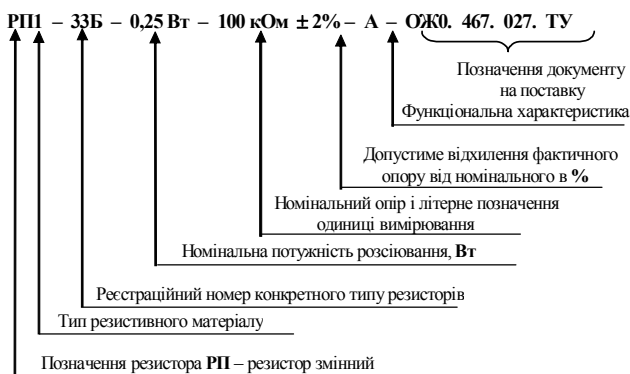 РП1 – 33Б – 0,25 Вт – 100 кОм ± 2% – А – ОЖ0. 467. 027. ТУ
Позначення документу
на поставку
Функціональна характеристика
Допустиме відхилення фактичного
опору від номінального в %
Номінальний опір і літерне позначення
одиниці вимірювання
Номінальна потужність розсіювання, Вт
Реєстраційний номер конкретного типу резисторів
Тип резистивного матеріалу
Позначення резистора РП – резистор змінний